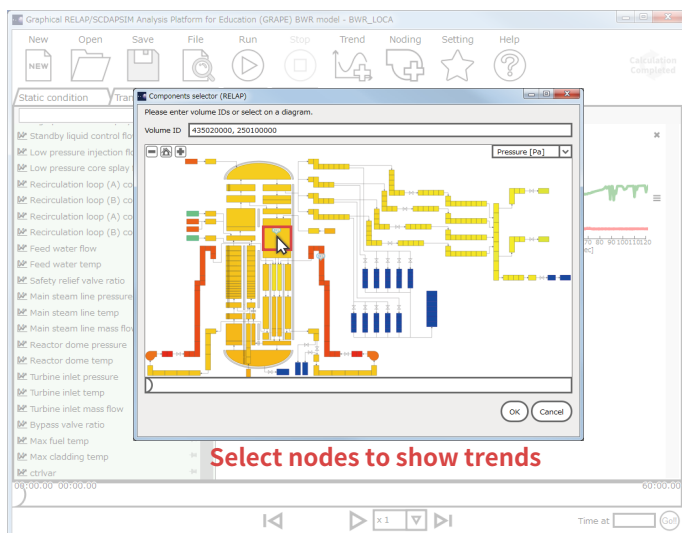 Graphical RELAP/SCDAPSIM Analysis Platform for Education (GRAPE) BWR model - BWR_LOCA
New Open Save File Run Stop Trend Noding Setting Help
NEW
Calculation
Completed
Static condition
Components selector (RELAP)
Please enter volume IDs or select on a diagram.
Volume ID 435020000, 250100000
Pressure [Pa]
Standby liquid control flo
Low pressure injection flo
Low pressure core splay
Recirculation loop (A) co
Recirculation loop (B) co
Recirculation loop (A) co
Recirculation loop (B) co
Feed water flow
Feed water temp
Safety relief valve ratio
Main steam line pressure
Main steam line temp
Main steam line mass flow
Reactor dome pressure
Reactor dome temp
Turbine inlet pressure
Turbine inlet temp
Turbine inlet mass flow
Bypass valve ratio
Max fuel temp
Max cladding temp
ctrlvar
70 80 90 100110120
ec]
OK Cancel
Select nodes to show trends
00:00.00 00:00.00 60:00.00
x 1
Time at Go!!